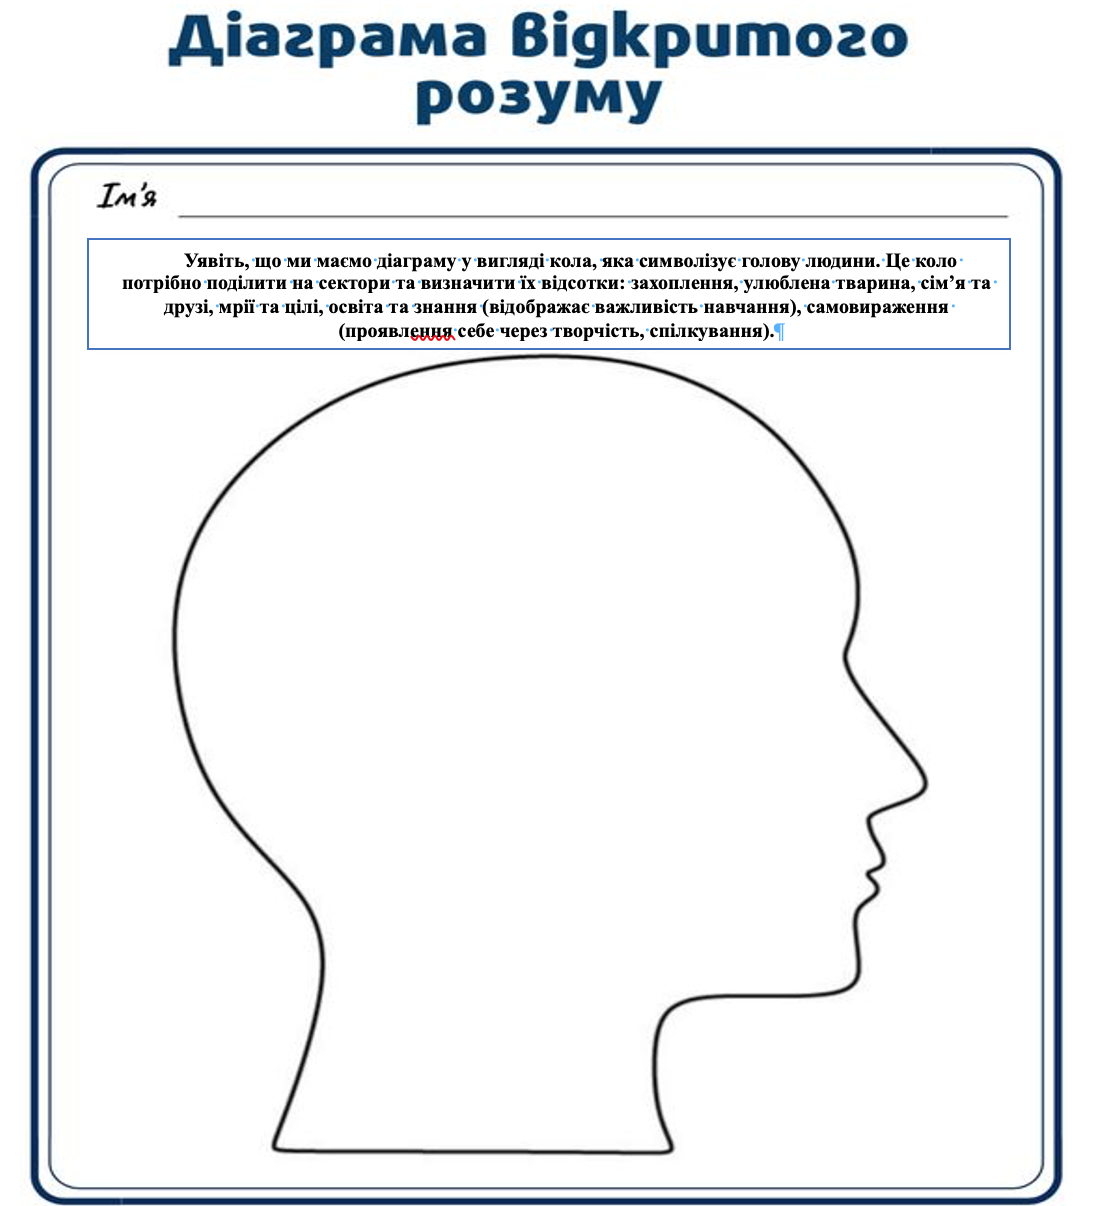 Діаграма Відкритого
розуму
Ім'я
Уявіть, що ми маємо діаграму у вигляді кола, яка символізує голову людини. Це коло
потрібно поділити на сектори та визначити їх відсотки: захоплення, улюблена тварина, сім’я та
друзі, мрії та цілі, освіта та знання (відображає важливість навчання), самовираження
(проявлення себе через творчість, спілкування).¶